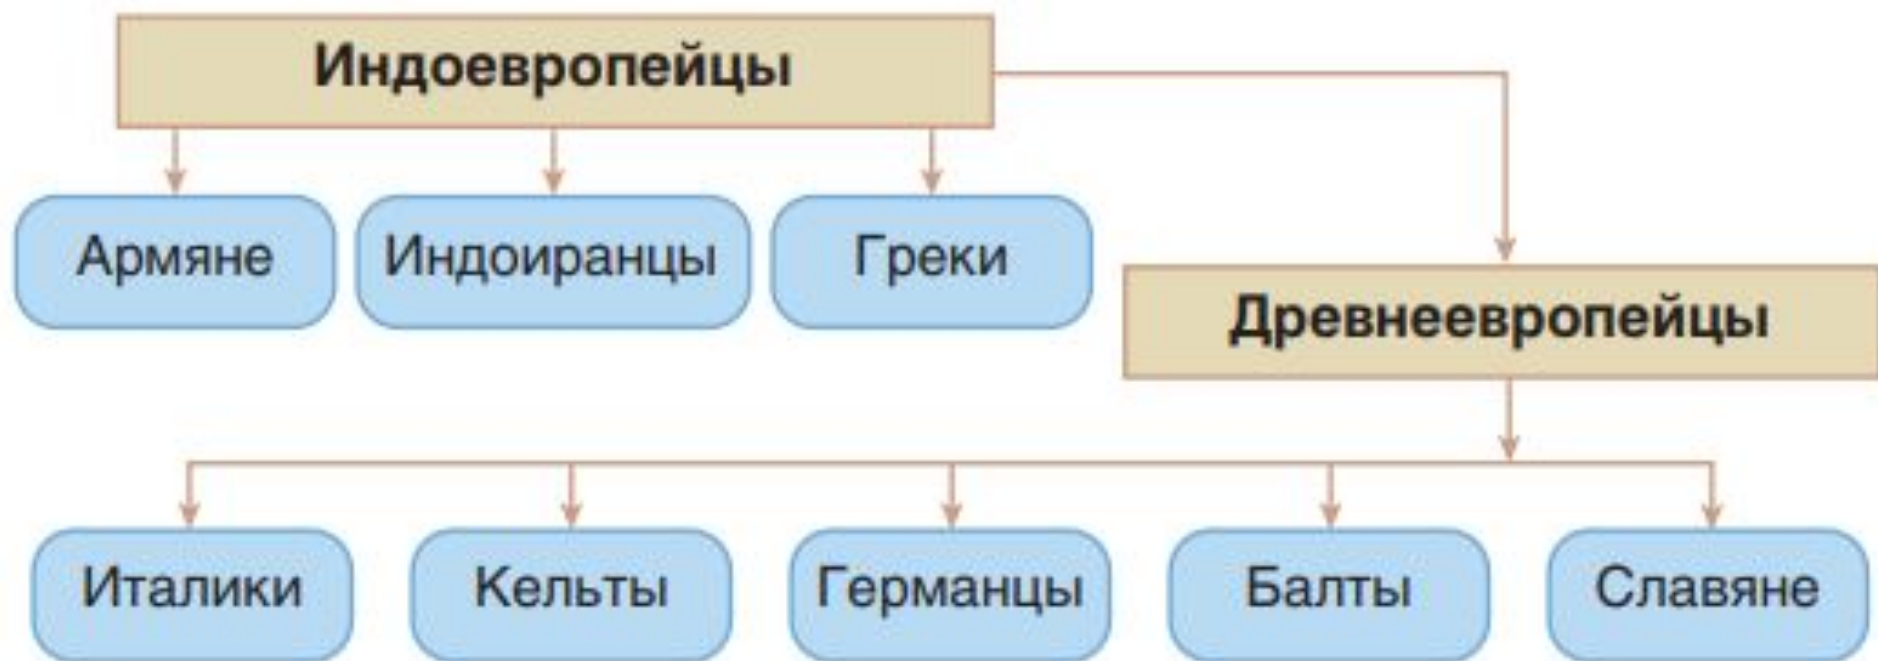 Индоевропейцы
Армяне
Индоиранцы
Греки
Древнеевропейцы
Италики
Кельты
Германцы
Балты
Славяне